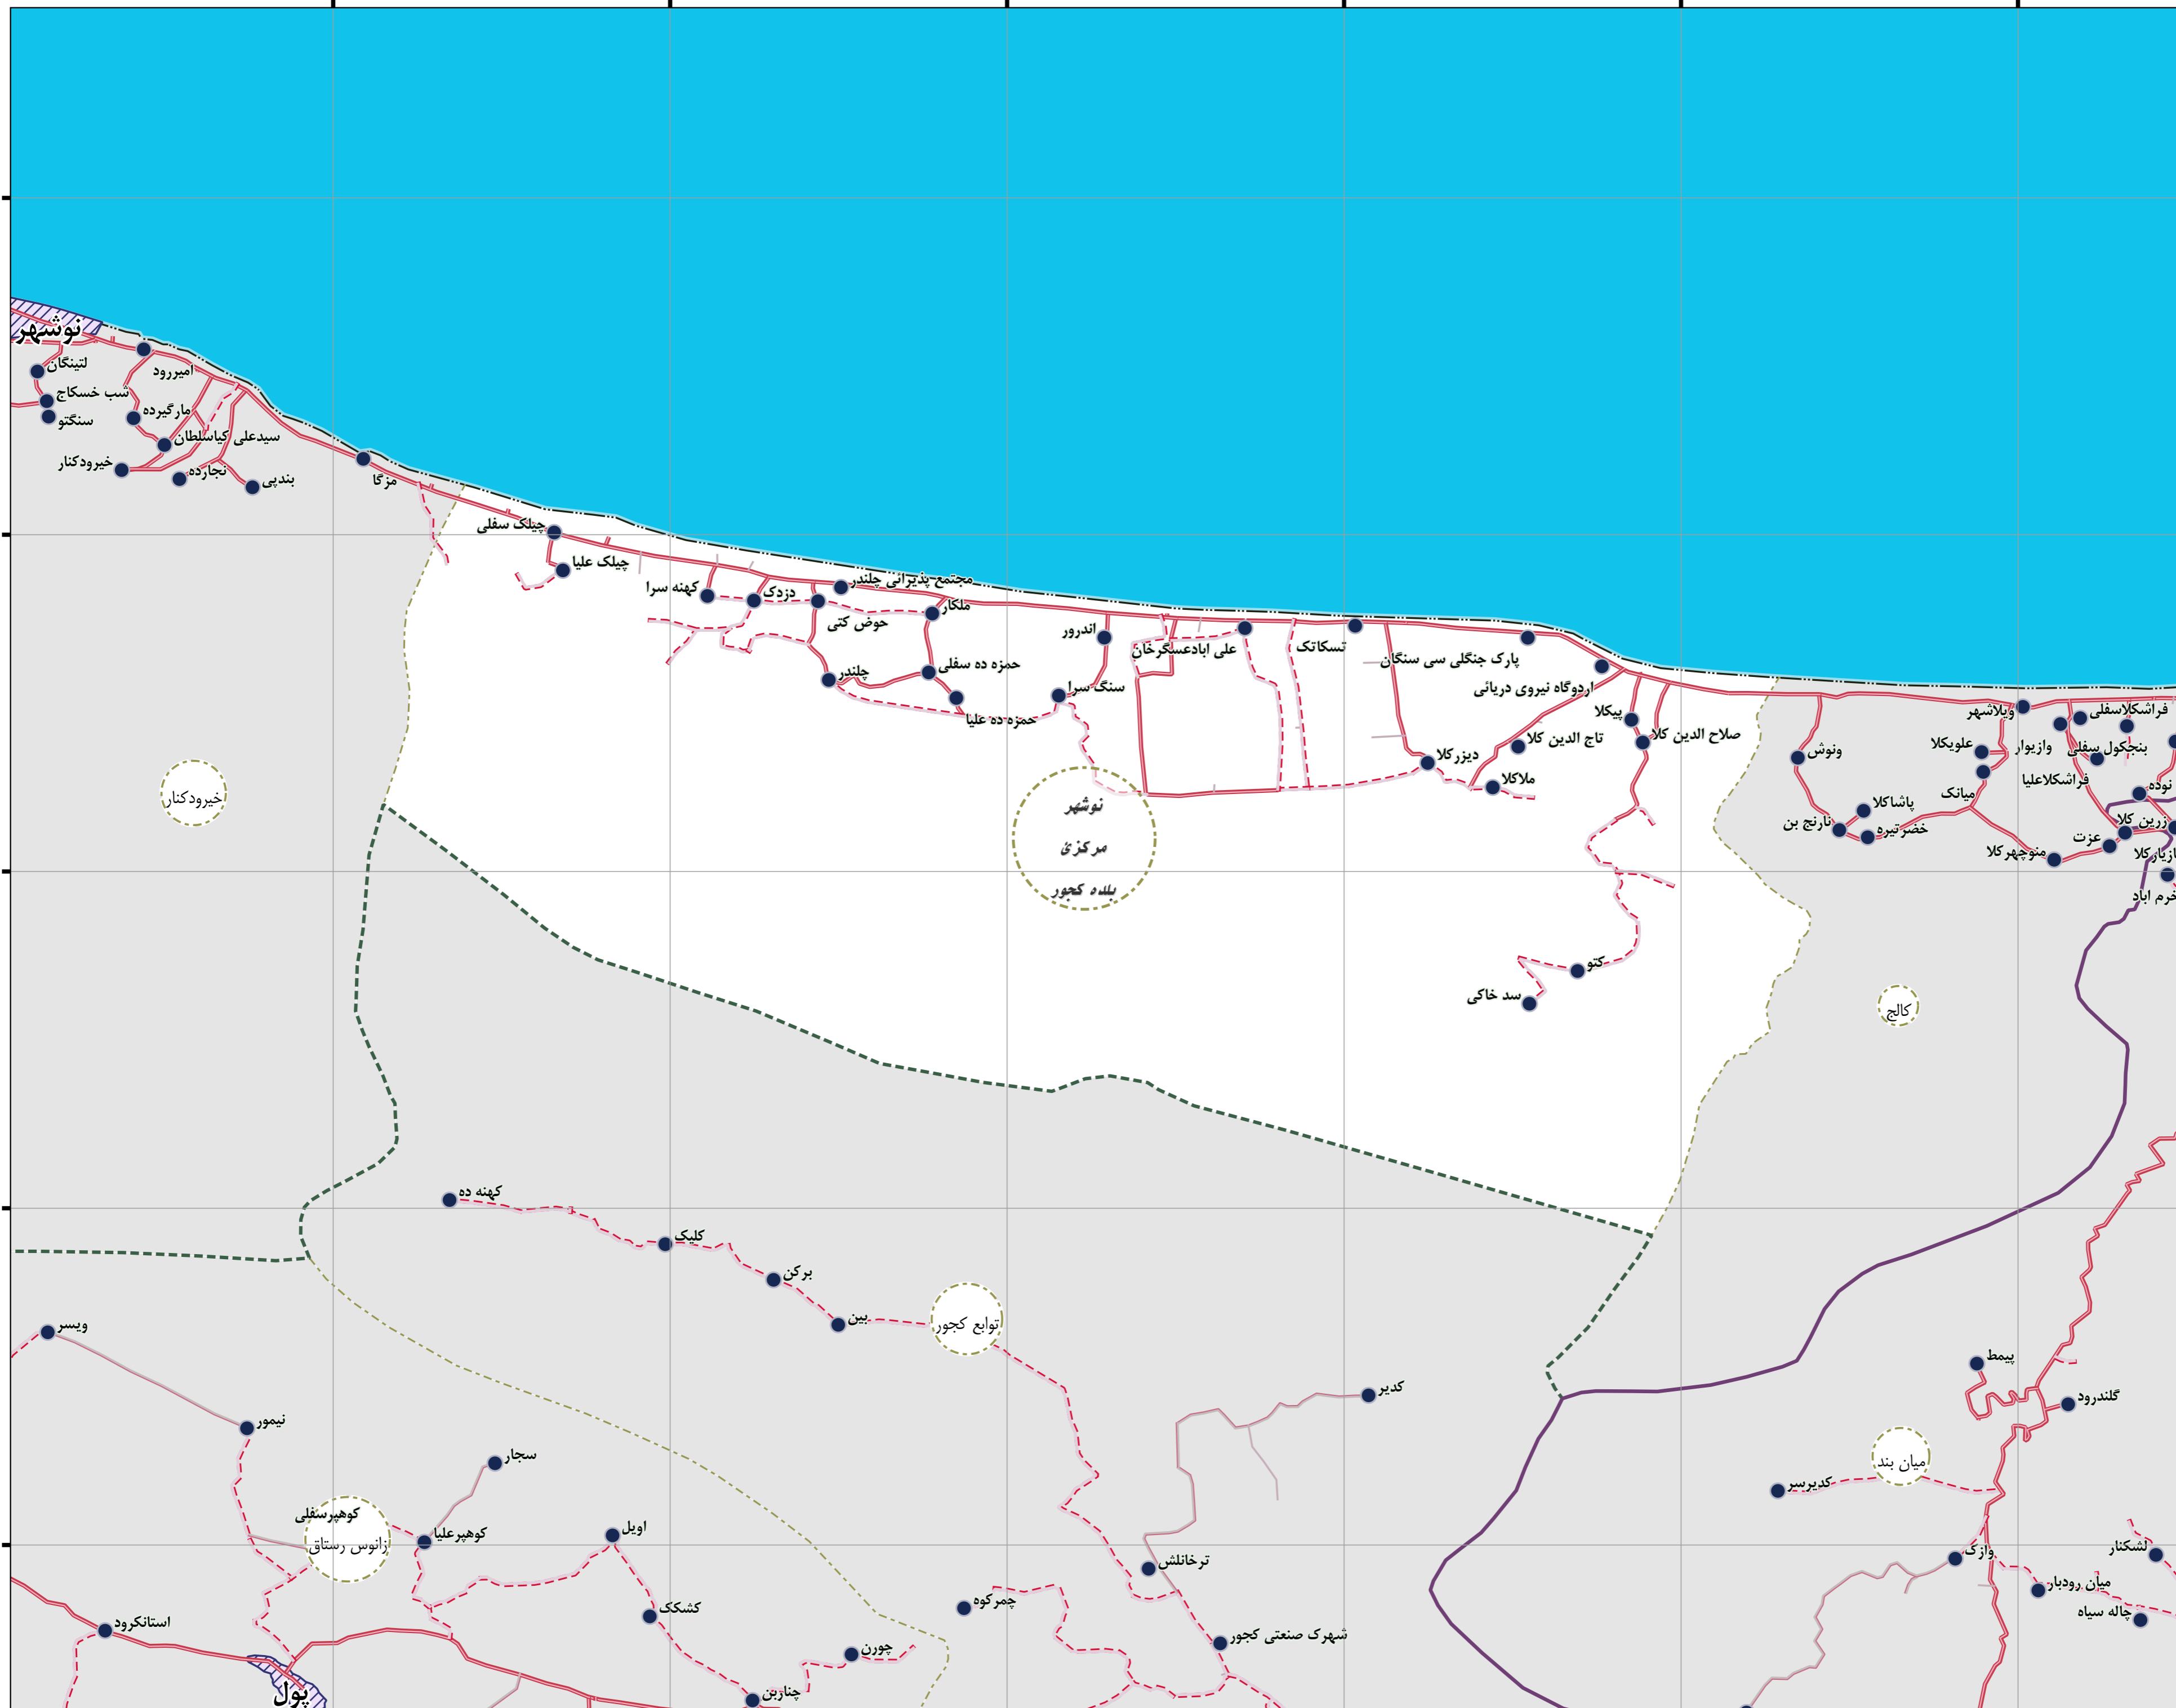 نوشهر
لتینگان
امیررود
شب خسکاج
مارگیرده
سنگتو
سیدعلی کیاسلطان
خیرودکنار
نجارده
بندپی
مزگا
چیلک سفلی
چیلک علیا
کهنه سرا
دزدک
مجتمع پذیرائی چلندر
ملکار
حوض کتی
اندرور
علی ابادعسگرخان
تسکاتک
پارک جنگلی سی سنگان
اردوگاه نیروی دریائی
چلندر
حمزه ده سفلی
سنگ سرا
حمزه ده علیا
پیکلا
صلاح الدین کلا
تاج الدین کلا
دیزرکلا
ملاکلا
ویلاشهر
فراشکلاسفلی
ونوش
علویکلا
وازیوار
بنجکول سفلی
فراشکلاعلیا
نوده
میانک
پاشاکلا
نارنج بن
خضرتیره
زرین کلا
عزت
منوچهرکلا
ازیارکلا
خرم اباد
خیرودکنار
نوشهر
مرکزئ
بلده کجور
کتو
سد خاکی
کالج
کهنه ده
کلیک
برکن
بین
توابع کجور
ویسر
نیمور
سجار
کدیر
پیمط
گلندرود
میان بند
کدیرسر
کوهپرسفلی
زانوس رستاق
کوهپرعلیا
اویل
ترخانلش
وازک
لشکنار
میان رودبار
چاله سیاه
استانکرود
کشکک
چمرکوه
شهرک صنعتی کجور
چورن
چناربن
پول